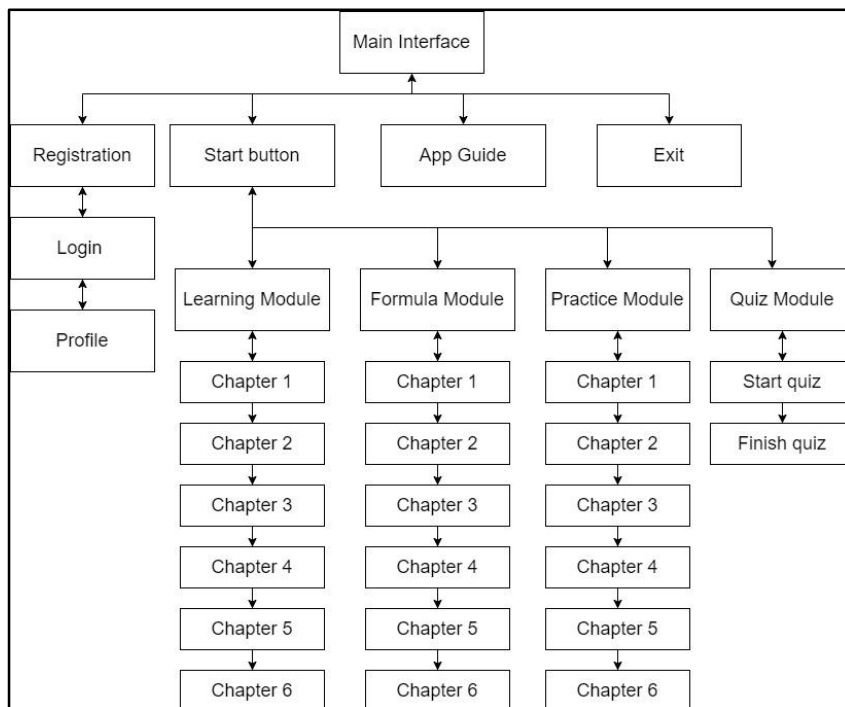 Main Interface
Registration
Start button
App Guide
Exit
Login
Profile
Learning Module
Formula Module
Practice Module
Quiz Module
Chapter 1
Chapter 1
Chapter 1
Start quiz
Chapter 2
Chapter 2
Chapter 2
Finish quiz
Chapter 3
Chapter 3
Chapter 3
Chapter 4
Chapter 4
Chapter 4
Chapter 5
Chapter 5
Chapter 5
Chapter 6
Chapter 6
Chapter 6